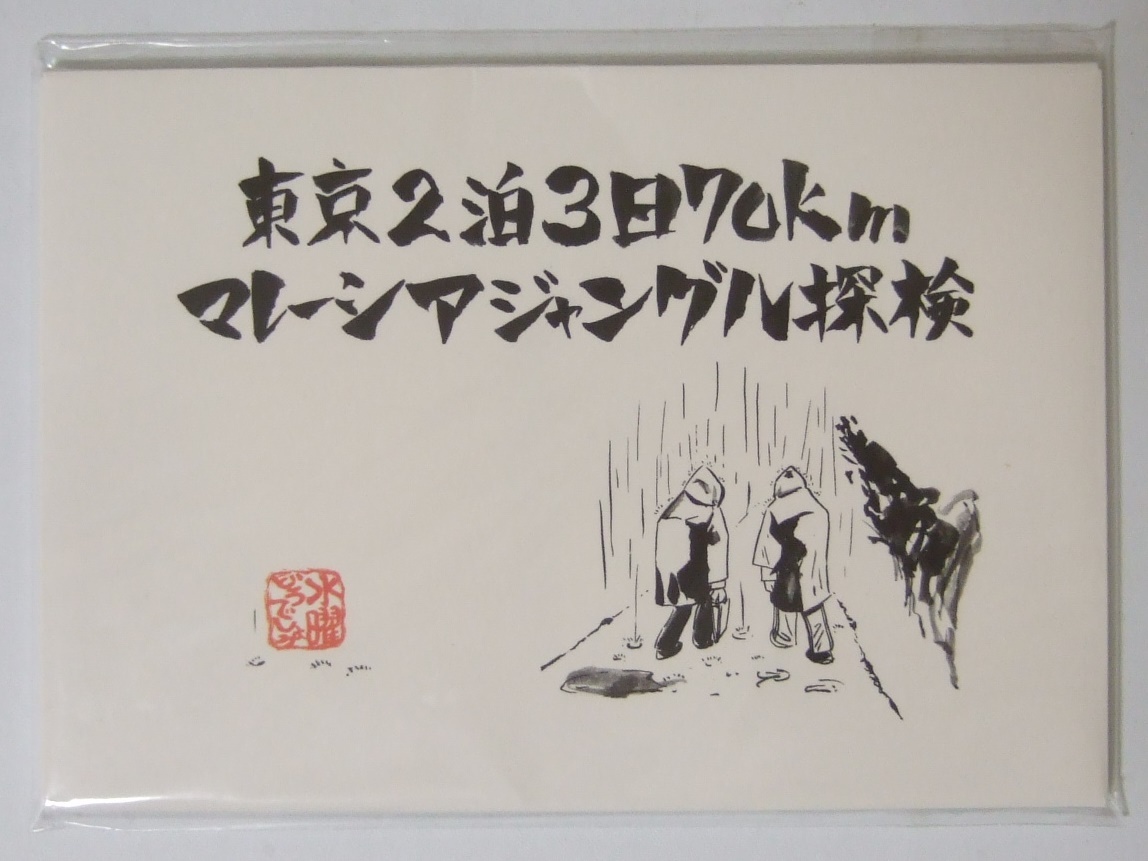 東京2泊3日70km
マレーシアジャングル探検
水曜
どうでしょう